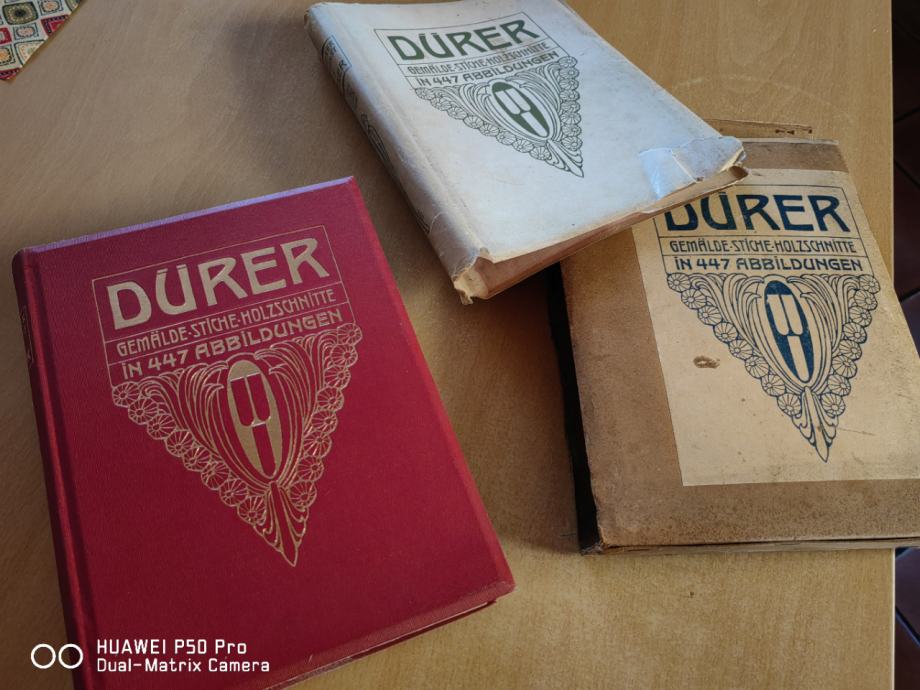 DÜRER
GEMÄLDE·STICHE·HOLZSCHNITTE
IN 447 ABBILDUNGEN
DÜRER
GEMÄLDE·STICHE·HOLZSCHNITTE
IN 447 ABBILDUNGEN
DÜRER
GEMÄLDE·STICHE·HOLZSCHNITTE
IN 447 ABBILDUNGEN
HUAWEI P50 Pro
Dual-Matrix Camera